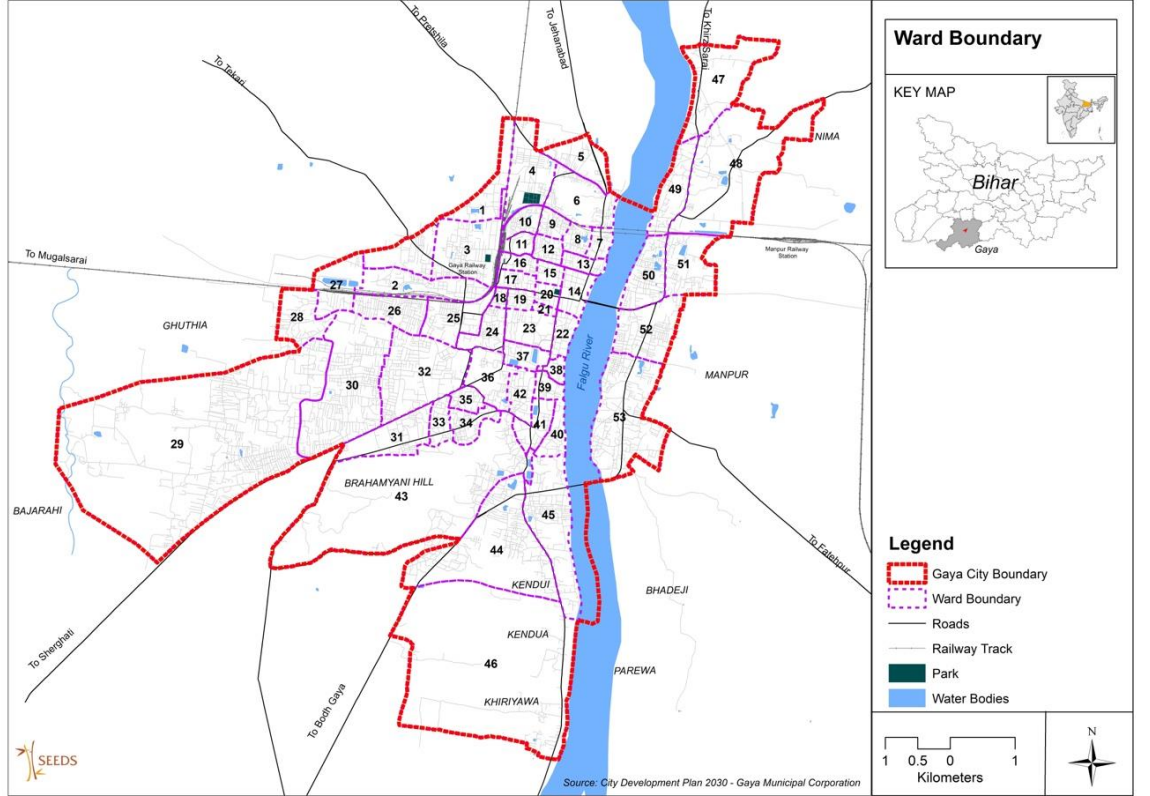 Ward Boundary
KEY MAP
Bihar
Gaya
To Pretshila
To Jehanabad
To Khizr Sarai
To Tekari
47
NIMA
5
4
48
49
6
1
10
9
8
7
3
11
12
Gaya Railway
Station
16
13
Manpur Railway
Station
To Mugalsarai
15
50
51
17
27
2
20
14
18
19
21
28
26
25
24
23
22
52
GHUTHIA
37
38
Falgu River
MANPUR
30
32
36
39
42
35
53
29
31
33
34
41
40
BRAHAMYANI HILL
43
BAJARAHI
45
44
To Fatehpur
KENDUI
BHADEJI
KENDUA
To Sherghati
46
PAREWA
KHIRIYAWA
To Bodh Gaya
Legend
Gaya City Boundary
Ward Boundary
Roads
Railway Track
Park
Water Bodies
1 0.5 0 1
Kilometers
N
SEEDS
Source: City Development Plan 2030 - Gaya Municipal Corporation